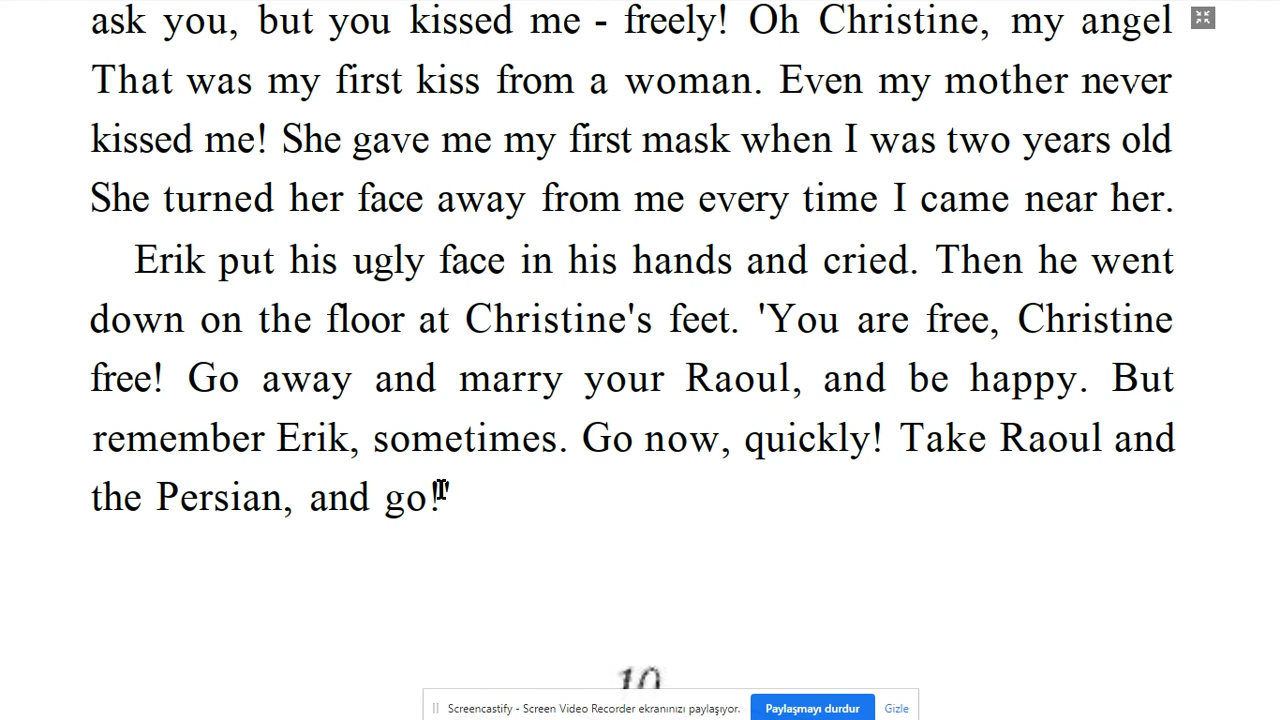 ask you, but you kissed me - freely! Oh Christine, my angel
That was my first kiss from a woman. Even my mother never
kissed me! She gave me my first mask when I was two years old
She turned her face away from me every time I came near her.
Erik put his ugly face in his hands and cried. Then he went
down on the floor at Christine's feet. 'You are free, Christine
free! Go away and marry your Raoul, and be happy. But
remember Erik, sometimes. Go now, quickly! Take Raoul and
the Persian, and go!'
10
Screencastify - Screen Video Recorder ekranınızı paylaşıyor. Paylaşmayı durdur Gizle